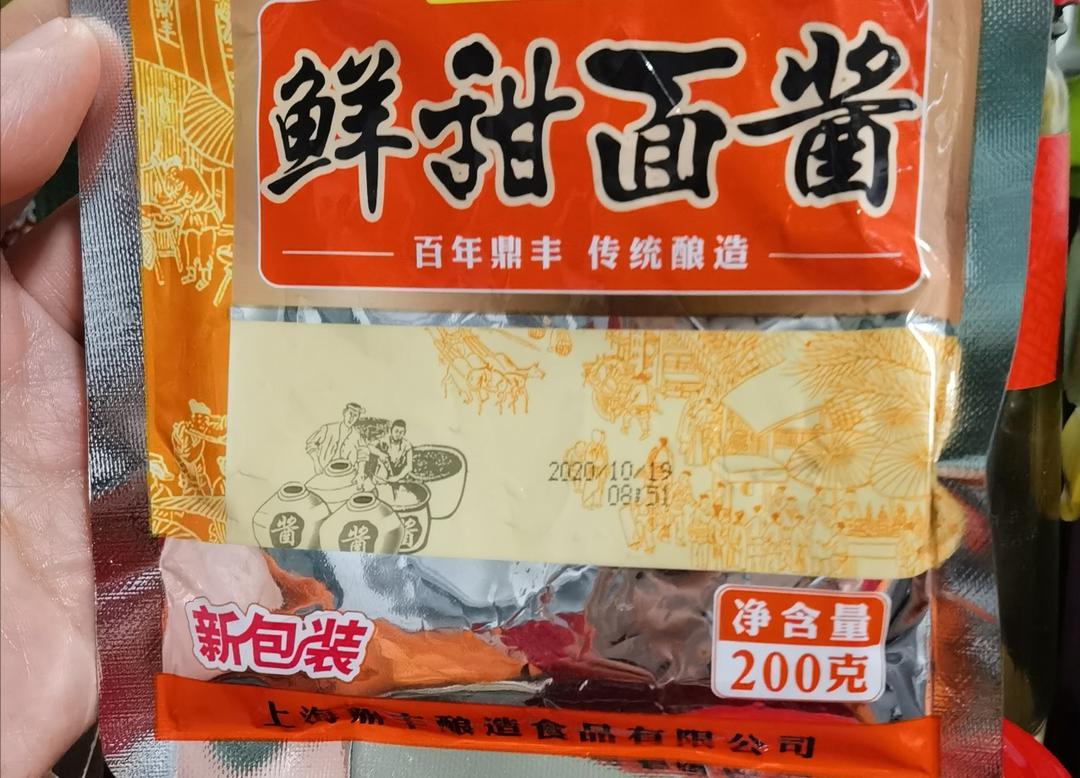 鲜甜面酱
百年鼎丰 传统酿造
2020/10/19
08:51
酱 酱 酱
新包装
净含量
200克
上海鼎丰酿造食品有限公司